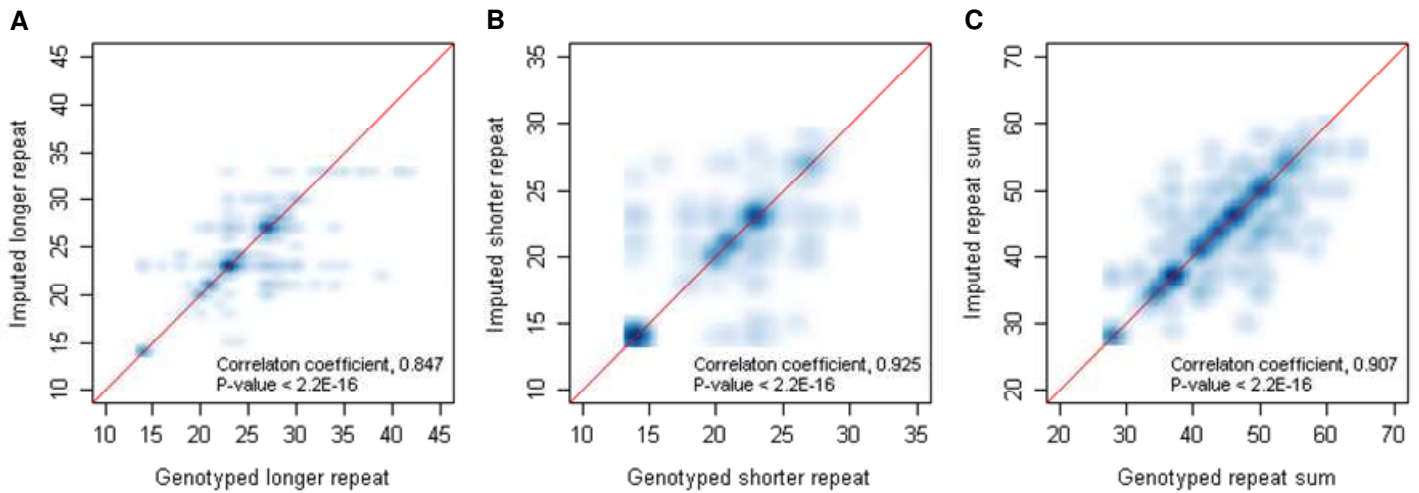 A
45
40
35
30
25
20
15
10
Imputed longer repeat
Correlaton coefficient, 0.847
P-value < 2.2E-16
10 15 20 25 30 35 40 45
Genotyped longer repeat
B
35
30
25
20
15
10
Imputed shorter repeat
Correlaton coefficient, 0.925
P-value < 2.2E-16
10 15 20 25 30 35
Genotyped shorter repeat
C
70
60
50
40
30
20
Imputed repeat sum
Correlaton coefficient, 0.907
P-value < 2.2E-16
20 30 40 50 60 70
Genotyped repeat sum